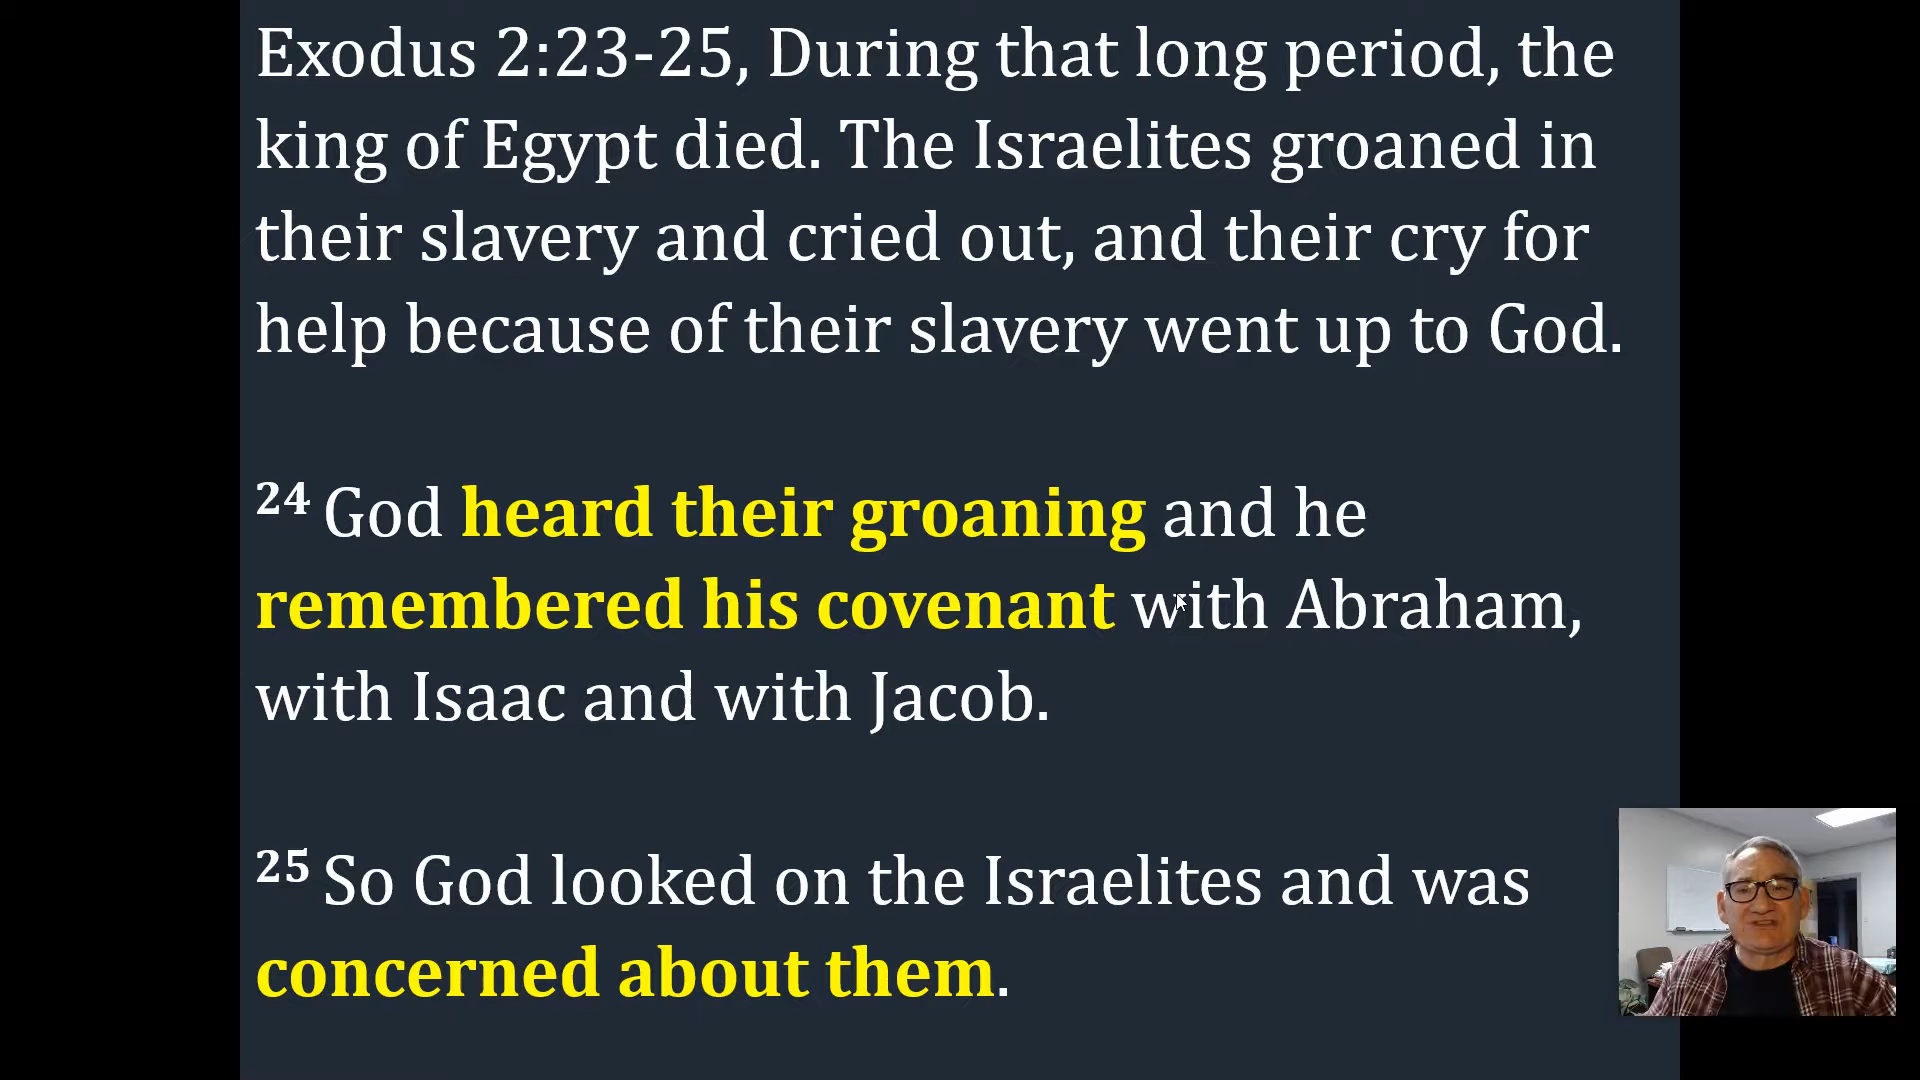 Exodus 2:23-25, During that long period, the
king of Egypt died. The Israelites groaned in
their slavery and cried out, and their cry for
help because of their slavery went up to God.
24 God heard their groaning and he
remembered his covenant with Abraham,
with Isaac and with Jacob.
25 So God looked on the Israelites and was
concerned about them.